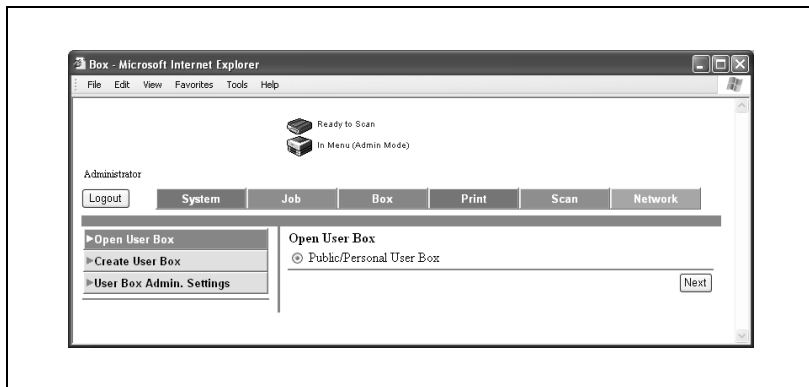 Box - Microsoft Internet Explorer
File Edit View Favorites Tools Help
Ready to Scan
In Menu (Admin Mode)
Administrator
Logout System Job Box Print Scan Network
Open User Box
Create User Box
User Box Admin. Settings
Open User Box
Public/Personal User Box
Next